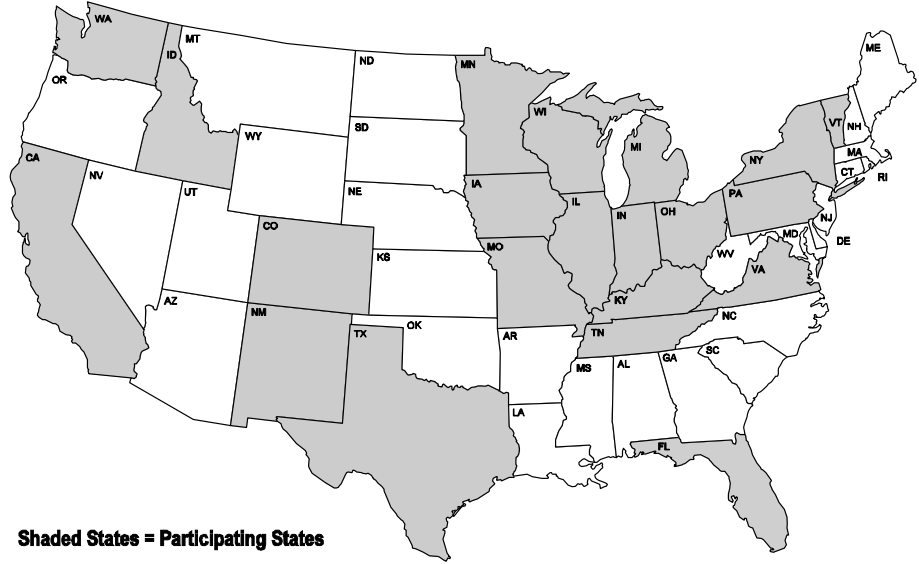 WA
MT
ME
ID
ND
MN
OR
VT
NH
WI
SD
MI
WY
MA
NY
CA
CT
RI
NV
IA
UT
NE
PA
IL
OH
IN
NJ
CO
MD
DE
MO
WV
KS
VA
AZ
KY
NM
NC
OK
TX
TN
AR
SC
GA
AL
MS
LA
FL
Shaded States = Participating States